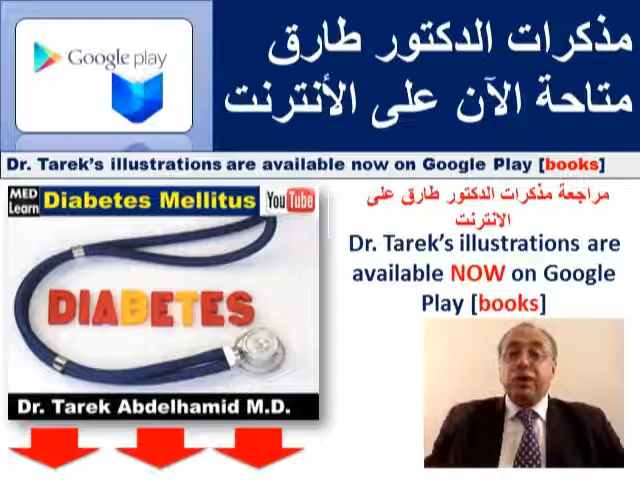 Google play
مذكرات الدكتور طارق
متاحة الآن على الأنترنت
Dr. Tarek's illustrations are available now on Google Play [books]
MED
Learn
Diabetes Mellitus
YouTube
DIABETES
Dr. Tarek Abdelhamid M.D.
مراجعة مذكرات الدكتور طارق على
الانترنت
Dr. Tarek's illustrations are
available NOW on Google
Play [books]